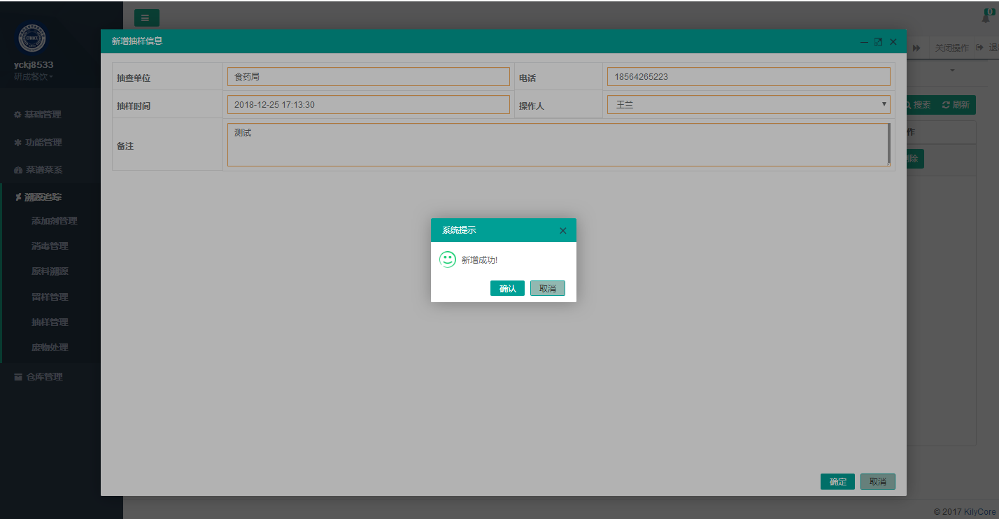 0
yckj8533
研成餐饮
基础管理
功能管理
菜谱菜系
溯源追踪
添加剂管理
消毒管理
原料溯源
留样管理
抽样管理
废物处理
仓库管理
新增抽样信息
关闭操作
抽查单位 食药局 电话 18564265223
抽样时间 2018-12-25 17:13:30 操作人 王兰
备注 测试
搜索 刷新
作
系统提示
新增成功!
确认 取消
确定 取消
© 2017 KilyCore